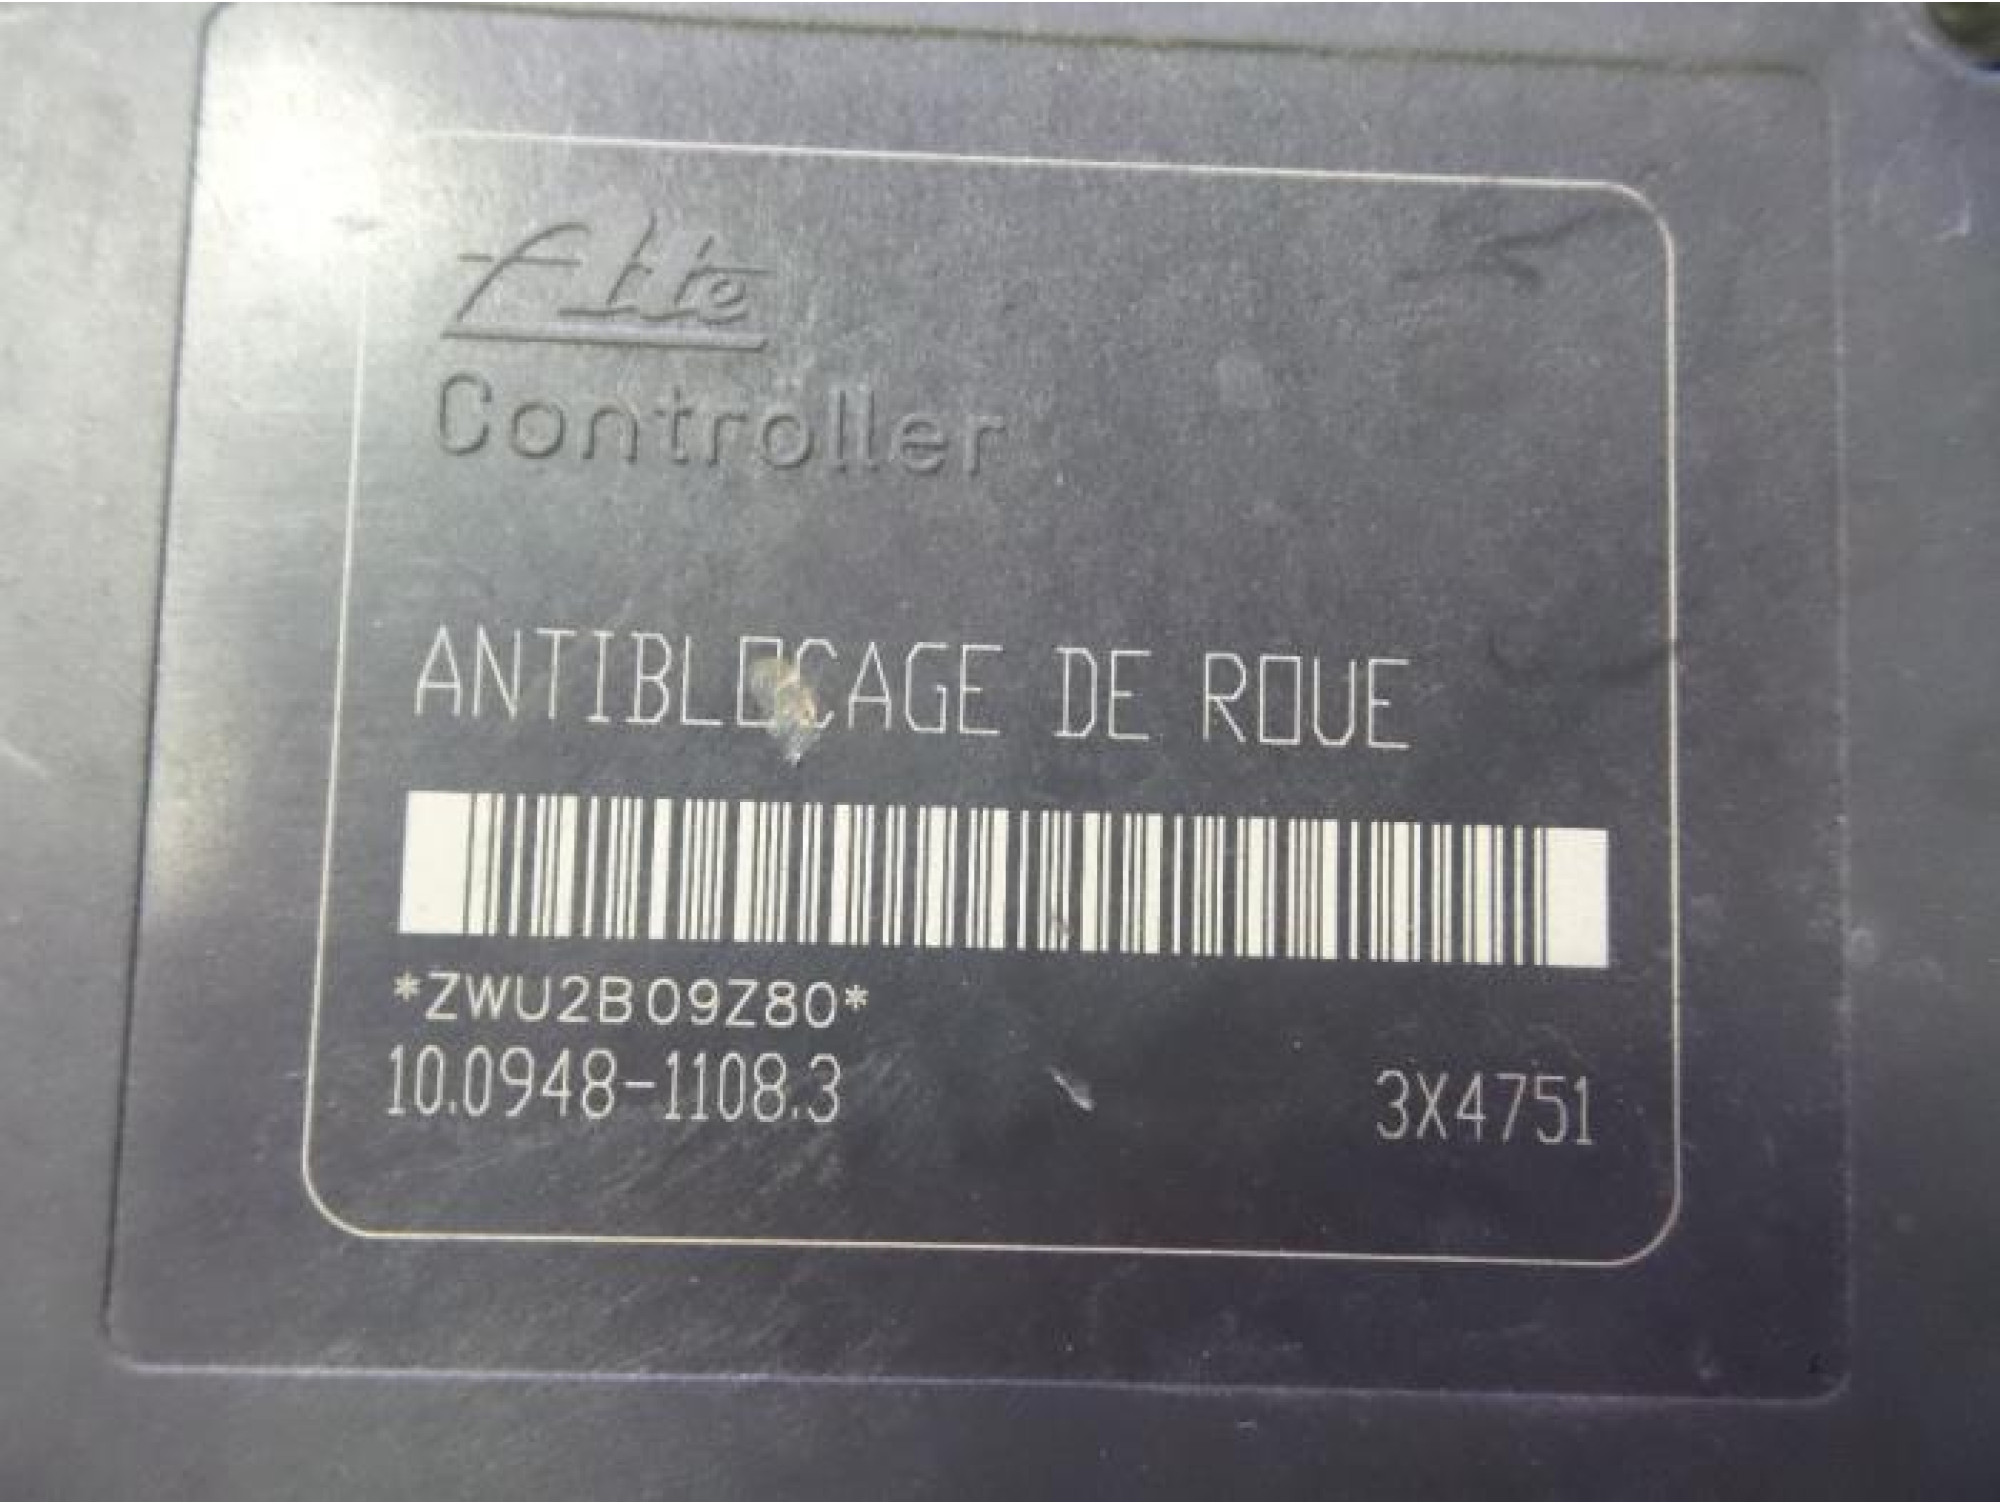 Ate
Controller
ANTIBLOCAGE DE ROUE
*ZWU2B09Z80*
10.0948-1108.3 3X4751